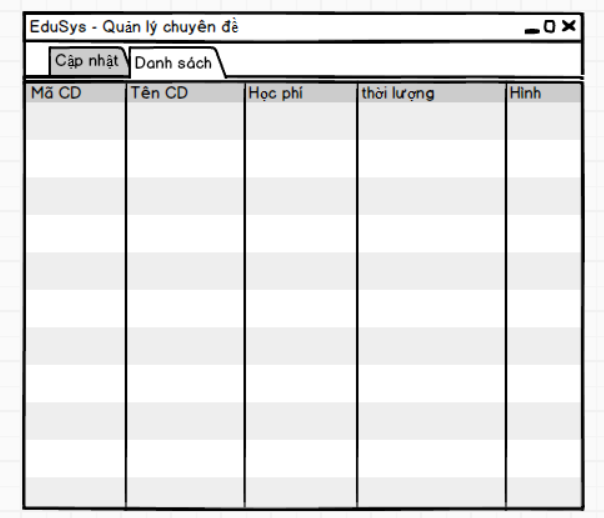 EduSys - Quản lý chuyên đề
Cập nhật Danh sách
Mã CD Tên CD Học phí thời lượng Hình